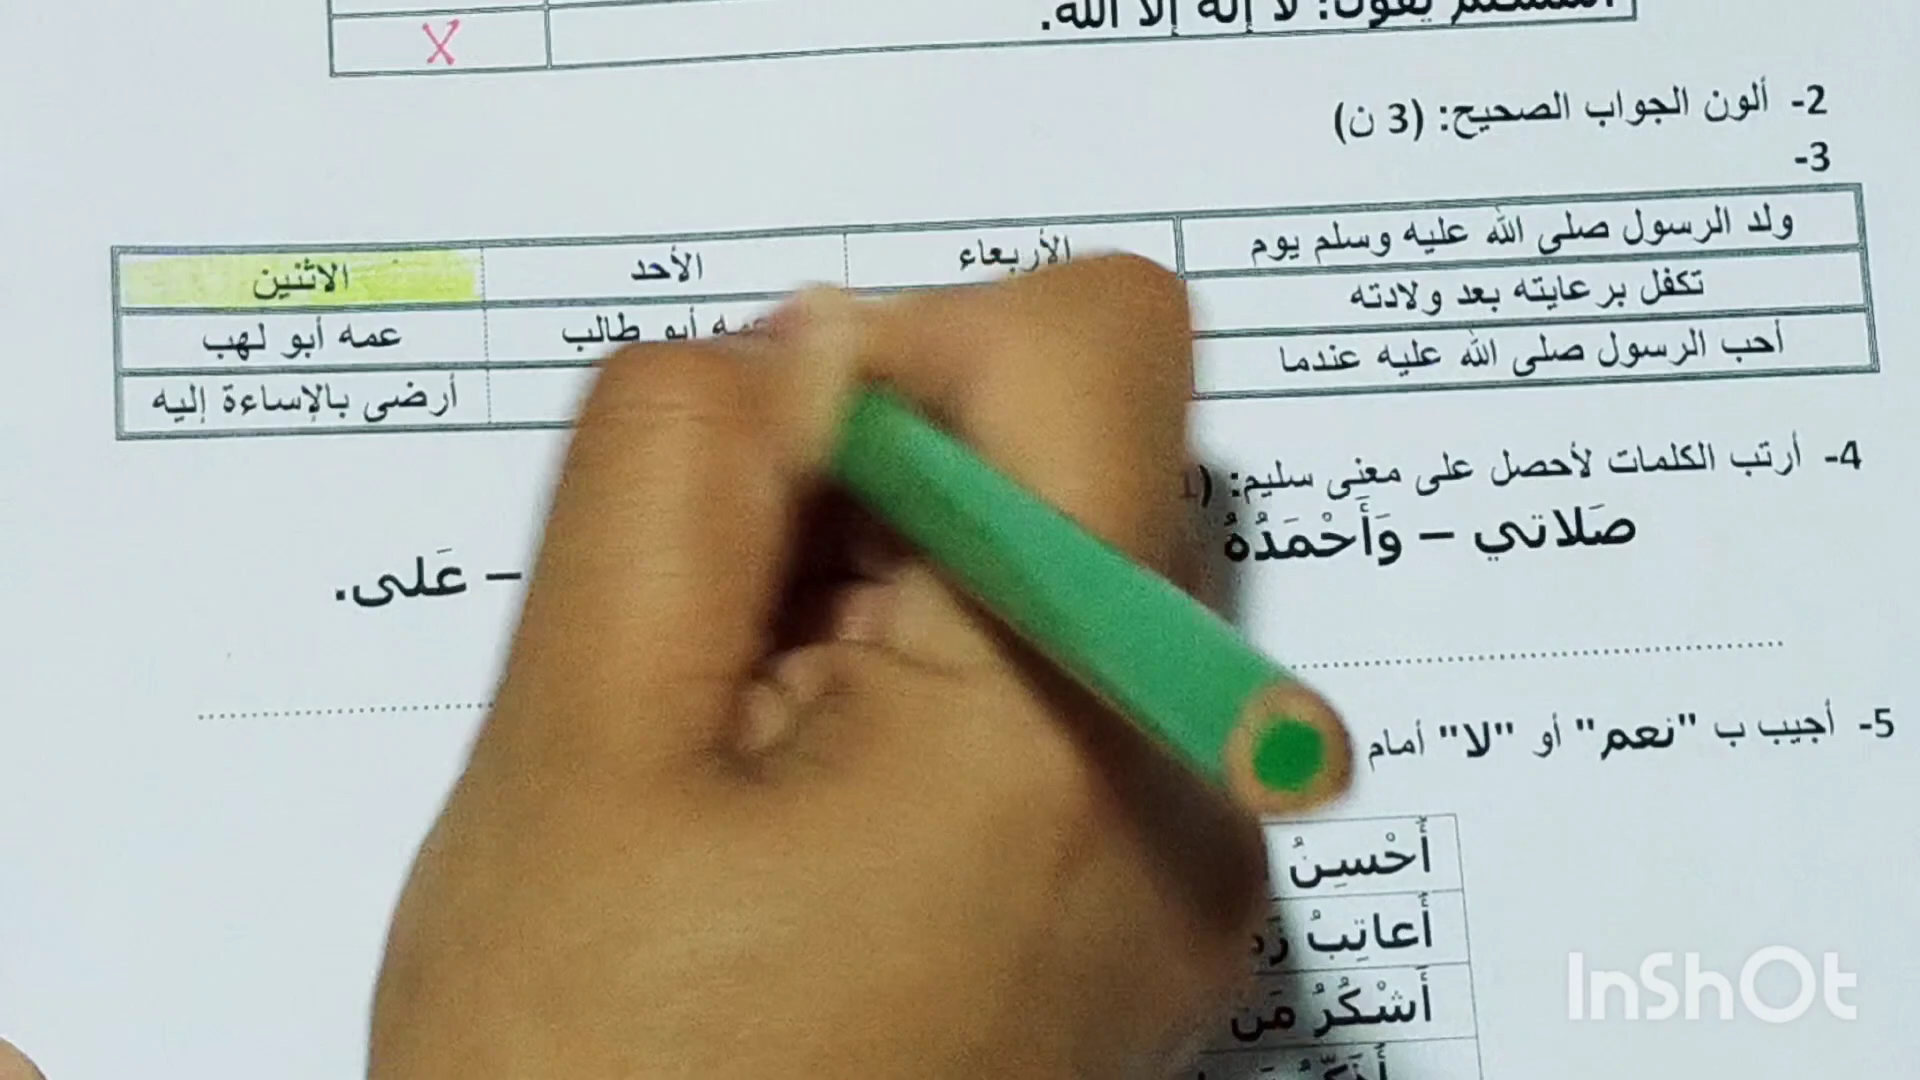 يقول: لا إله إلا الله.
X
2- ألون الجواب الصحيح: (3 ن)
3-
ولد الرسول صلى الله عليه وسلم يوم الأربعاء الأحد الاثنين
تكفل برعايته بعد ولادته عمه أبو طالب عمه أبو لهب
أحب الرسول صلى الله عليه عندما أرضى بالإساءة إليه
4- أرتب الكلمات لأحصل على معنى سليم:
صَلاتي – وَأَحْمَدُهُ – عَلى.
5- أجيب ب "نعم" أو "لا" أمام
أُحْسِنُ
أُعاتِبُ
أَشْكُرُ مَنْ
InShOt